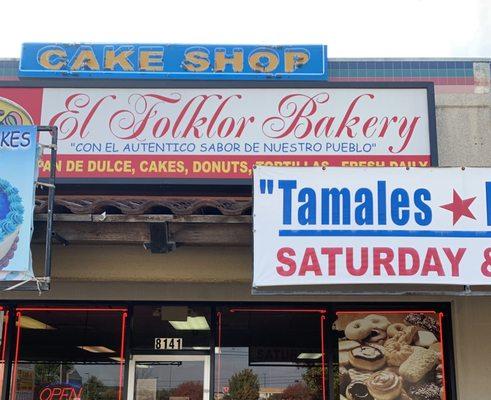 CAKE SHOP
El Folklor Bakery
"CON EL AUTENTICO SABOR DE NUESTRO PUEBLO"
PAN DE DULCE, CAKES, DONUTS, TORTILLAS FRESH DAILY
"Tamales ★
SATURDAY &
8141
OPEN